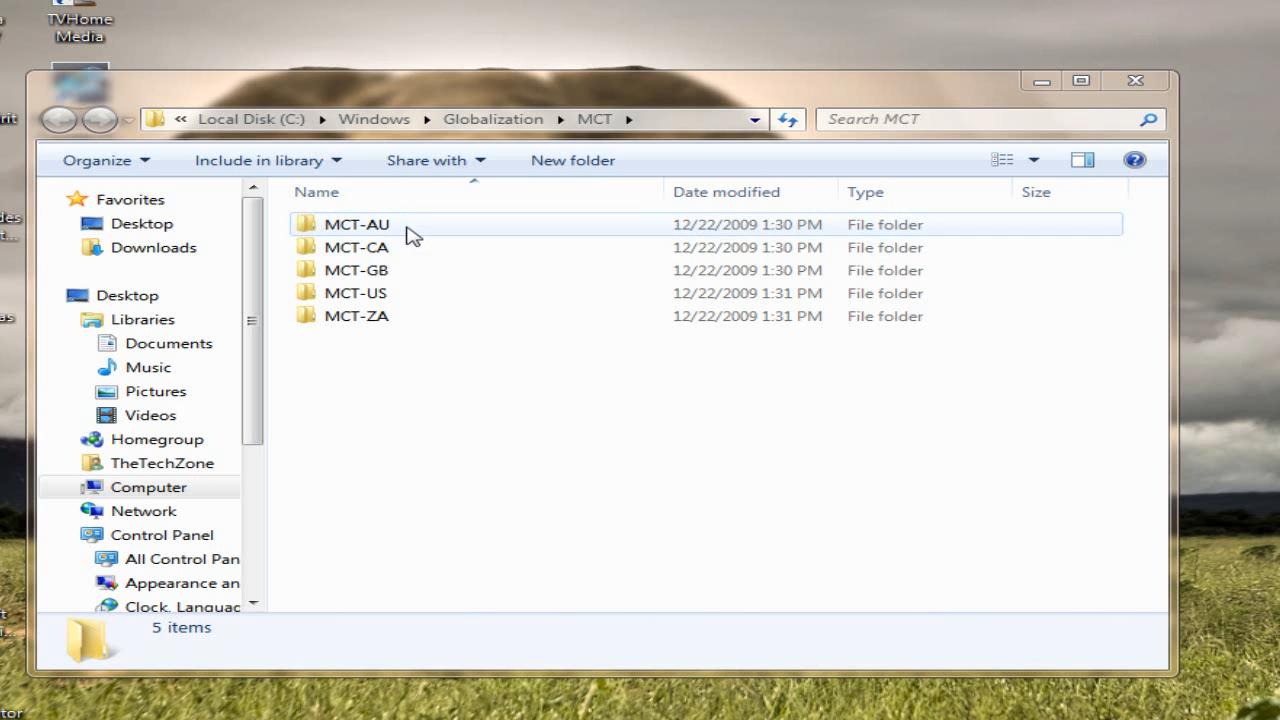 TVHome
Media
rit
« Local Disk (C:) Windows Globalization MCT
Search MCT
Organize Include in library Share with New folder
Name Date modified Type Size
Favorites
Desktop
Downloads
Desktop
Libraries
Documents
Music
Pictures
Videos
Homegroup
TheTechZone
Computer
Network
Control Panel
All Control Pan
Appearance an
Clock, Languag
MCT-AU 12/22/2009 1:30 PM File folder
MCT-CA 12/22/2009 1:30 PM File folder
MCT-GB 12/22/2009 1:30 PM File folder
MCT-US 12/22/2009 1:31 PM File folder
MCT-ZA 12/22/2009 1:31 PM File folder
5 items
tor